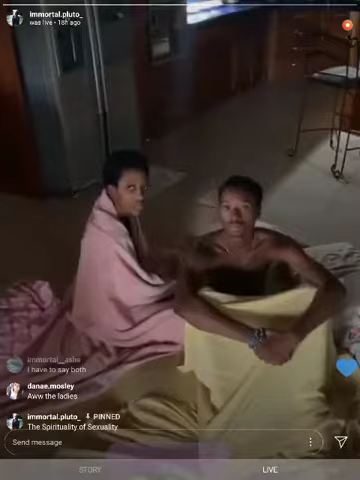 immortal.pluto_
was live • 18h ago
immortal__ashe
I have to say both
danae.mosley
Aww the ladies
immortal.pluto_ PINNED
The Spirituality of Sexuality
Send message
STORY
LIVE